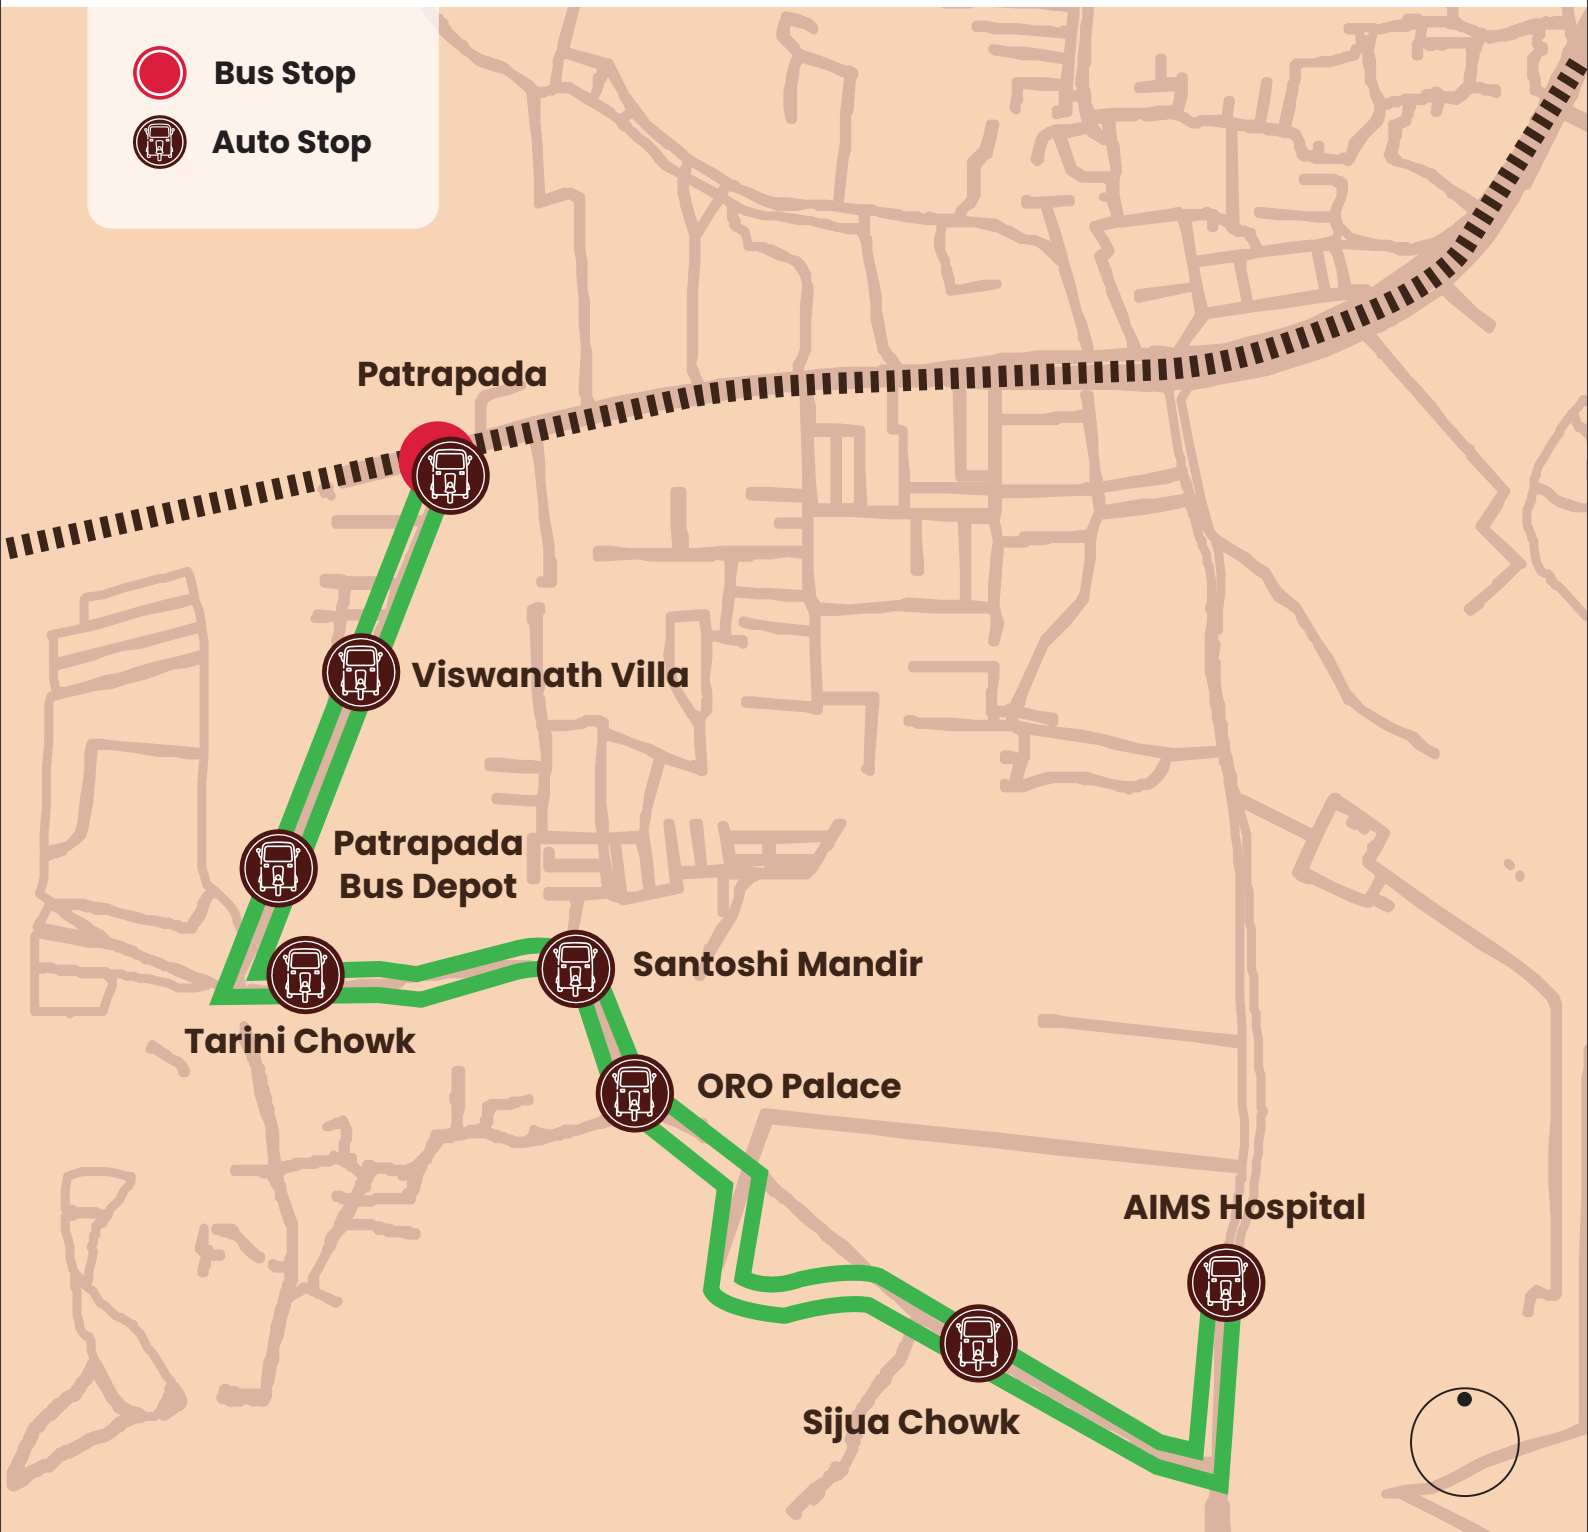 Bus Stop
Auto Stop
Patrapada
Viswanath Villa
Patrapada
Bus Depot
Santoshi Mandir
Tarini Chowk
ORO Palace
AIMS Hospital
Sijua Chowk